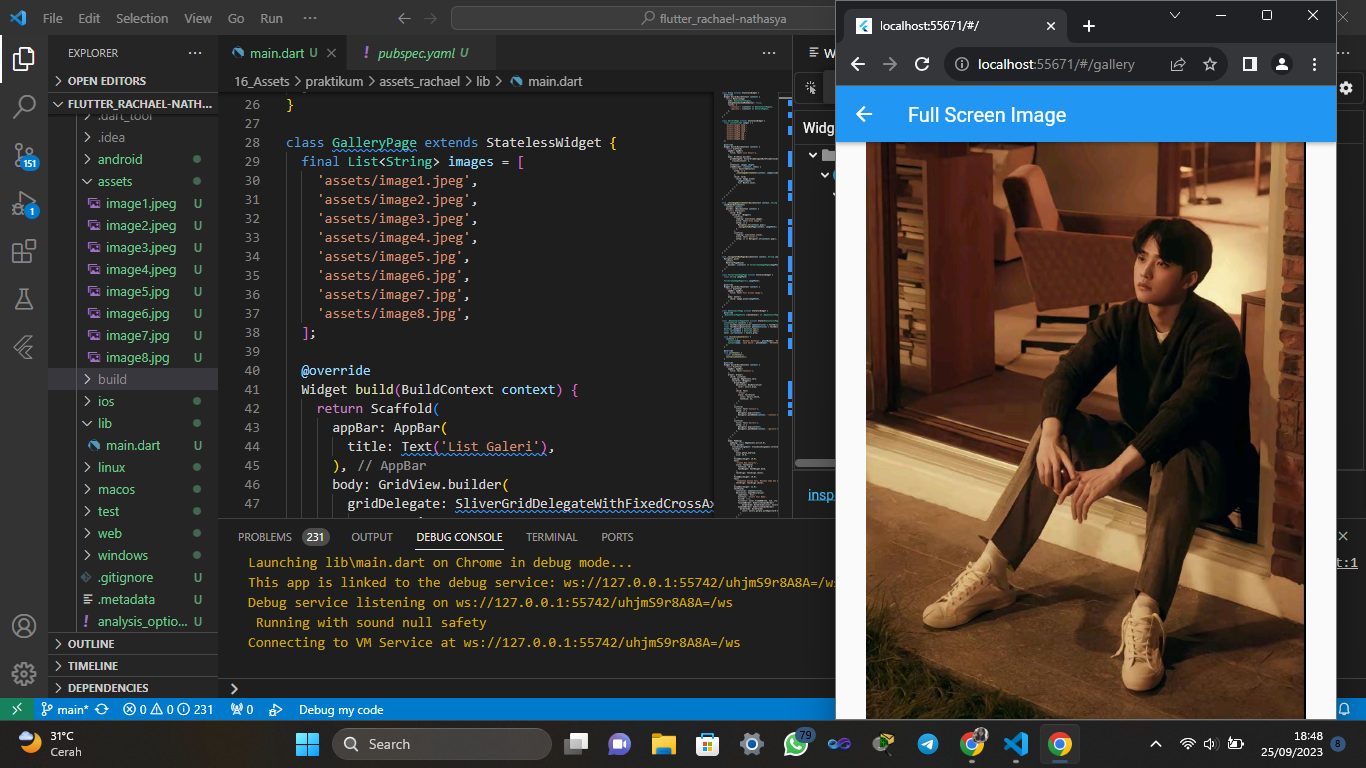 File Edit Selection View Go Run ···
flutter_rachael-nathasya
EXPLORER
OPEN EDITORS
FLUTTER_RACHAEL-NATH...
.dart_tool
.idea
android
assets
image1.jpeg U
image2.jpeg U
image3.jpeg U
image4.jpeg U
image5.jpg U
image6.jpg U
image7.jpg U
image8.jpg U
build
ios
lib
main.dart U
linux
macos
test
web
windows
.gitignore U
.metadata U
analysis_optio... U
OUTLINE
TIMELINE
DEPENDENCIES
151
1
main.dart U
pubspec.yaml U
16_Assets > praktikum > assets_rachael > lib > main.dart
26 }
27
28 class GalleryPage extends StatelessWidget {
29 final List<String> images = [
30 'assets/image1.jpeg',
31 'assets/image2.jpeg',
32 'assets/image3.jpeg',
33 'assets/image4.jpeg',
34 'assets/image5.jpg',
35 'assets/image6.jpg',
36 'assets/image7.jpg',
37 'assets/image8.jpg',
38 ];
39
40 @override
41 Widget build(BuildContext context) {
42 return Scaffold(
43 appBar: AppBar(
44 title: Text('List Galeri'),
45 ), // AppBar
46 body: GridView.builder(
47 gridDelegate: SliverGridDelegateWithFixedCrossAx
PROBLEMS 231 OUTPUT DEBUG CONSOLE TERMINAL PORTS
Launching lib\main.dart on Chrome in debug mode...
This app is linked to the debug service: ws://127.0.0.1:55742/uhjmS9r8A8A=/ws
Debug service listening on ws://127.0.0.1:55742/uhjmS9r8A8A=/ws
Running with sound null safety
Connecting to VM Service at ws://127.0.0.1:55742/uhjmS9r8A8A=/ws
W
Widg
insp
t:1
localhost:55671/#/
localhost:55671/#/gallery
Full Screen Image
main* 0 0 231 0 Debug my code
31°C
Cerah
Search
79
18:48
25/09/2023
8